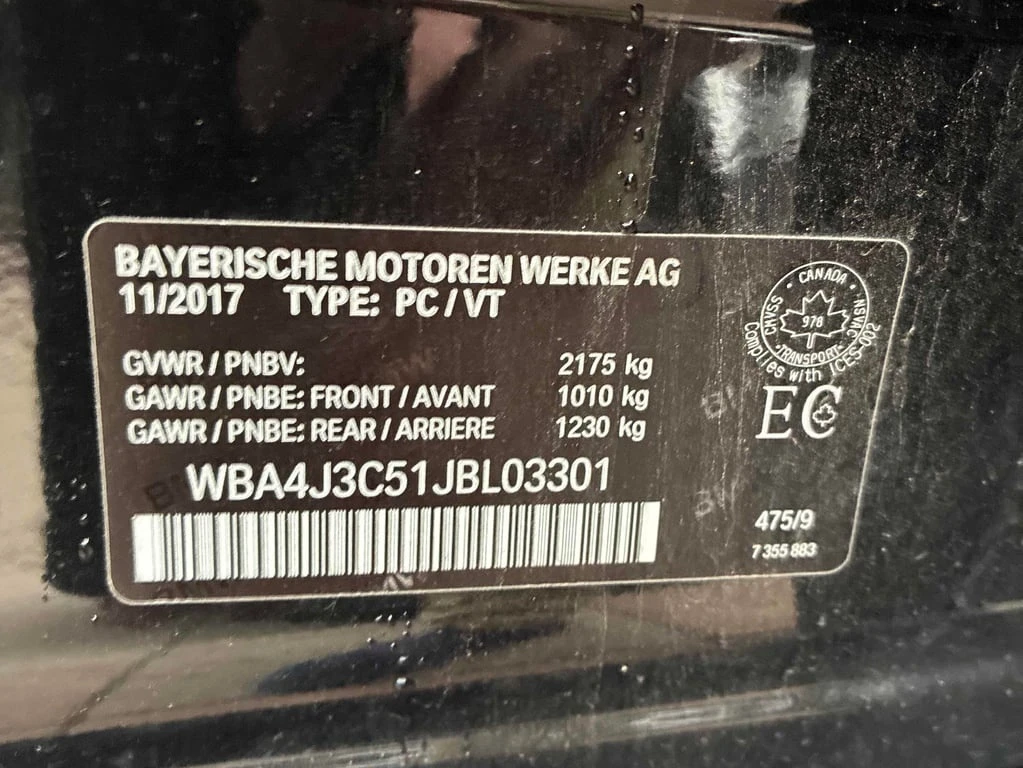 BAYERISCHE MOTOREN WERKE AG
11/2017 TYPE: PC/VT
GVWR/PNBV: 2175 kg
GAWR/PNBE: FRONT/AVANT 1010 kg
GAWR/PNBE: REAR/ARRIERE 1230 kg
WBA4J3C51JBL03301
CANADA
CMVSS NSVAC
978
TRANSPORT
Complies with ICES-002
EC
475/9
7 355 883